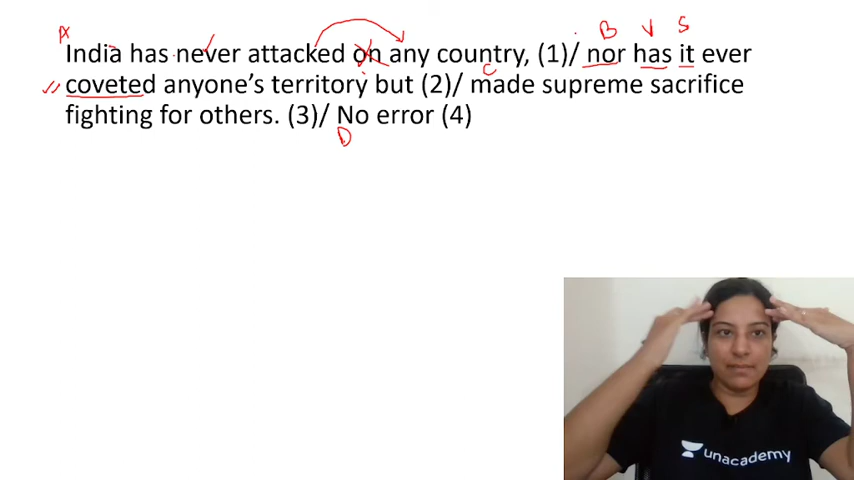 A B V S
India has never attacked on any country, (1)/ nor has it ever
C
coveted anyone's territory but (2)/ made supreme sacrifice
fighting for others. (3)/ No error (4)
D
unacademy